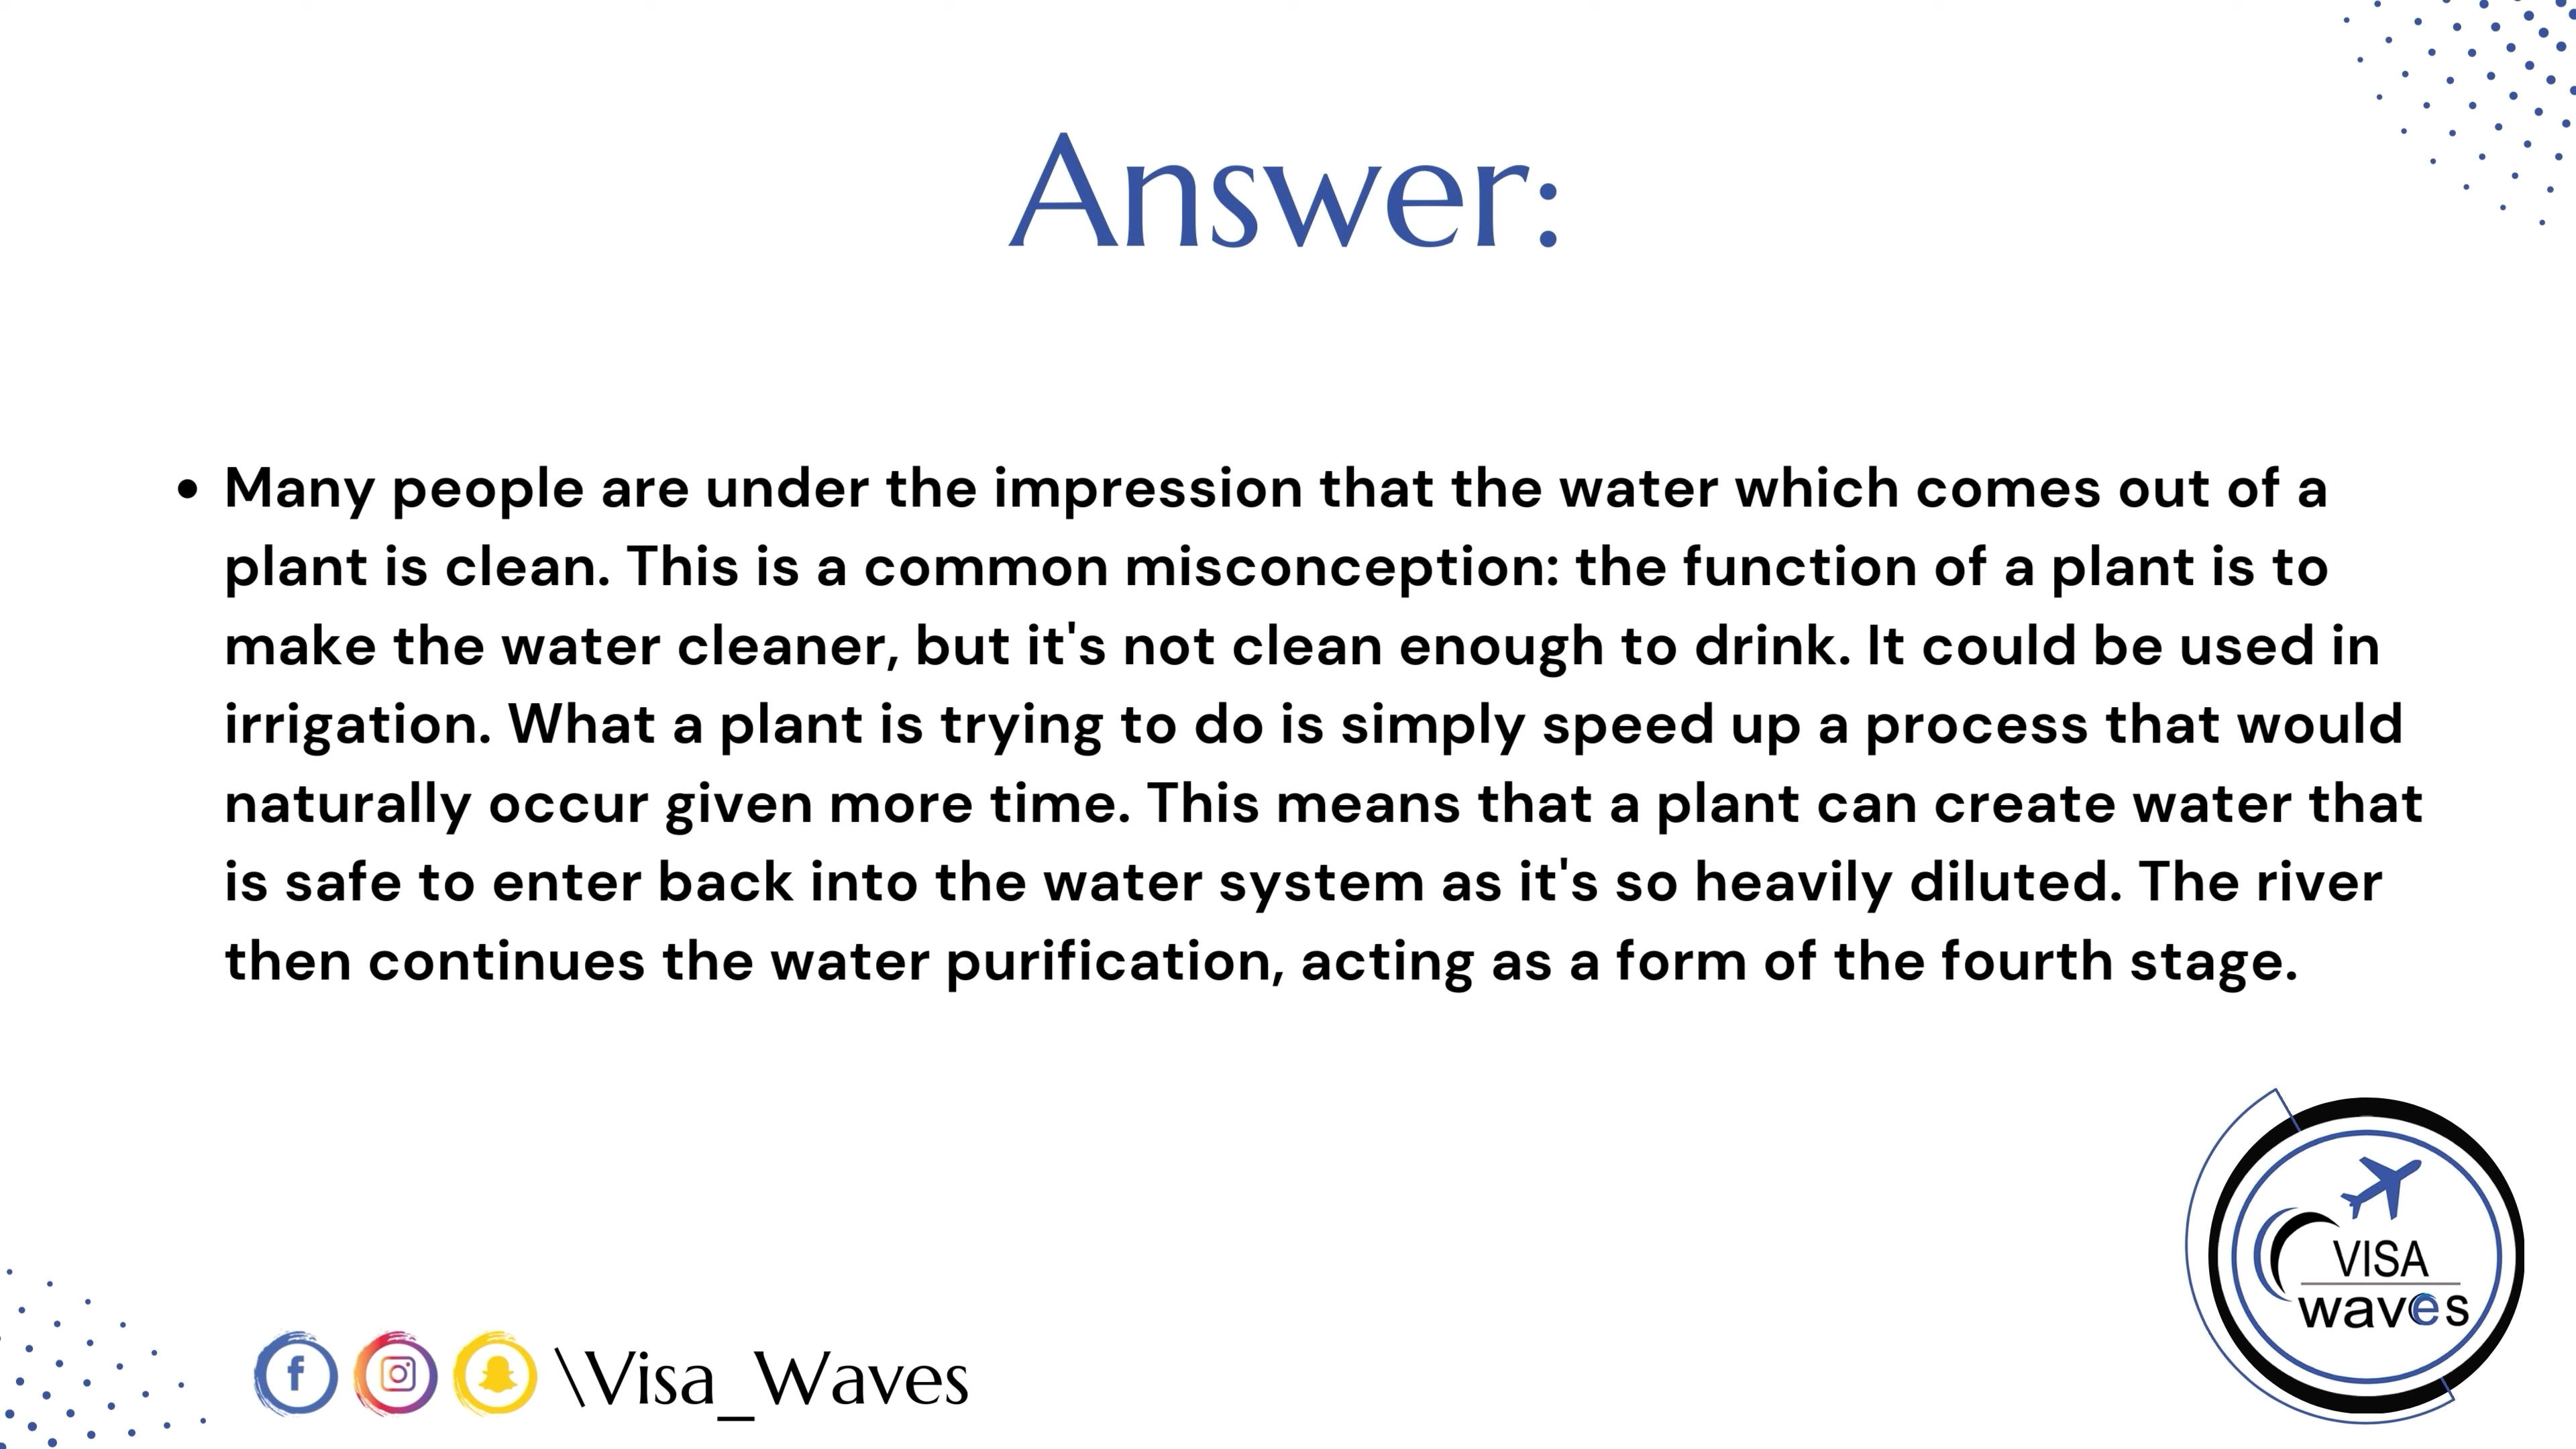 Answer:
• Many people are under the impression that the water which comes out of a
plant is clean. This is a common misconception: the function of a plant is to
make the water cleaner, but it's not clean enough to drink. It could be used in
irrigation. What a plant is trying to do is simply speed up a process that would
naturally occur given more time. This means that a plant can create water that
is safe to enter back into the water system as it's so heavily diluted. The river
then continues the water purification, acting as a form of the fourth stage.
VISA
waves
\Visa_Waves